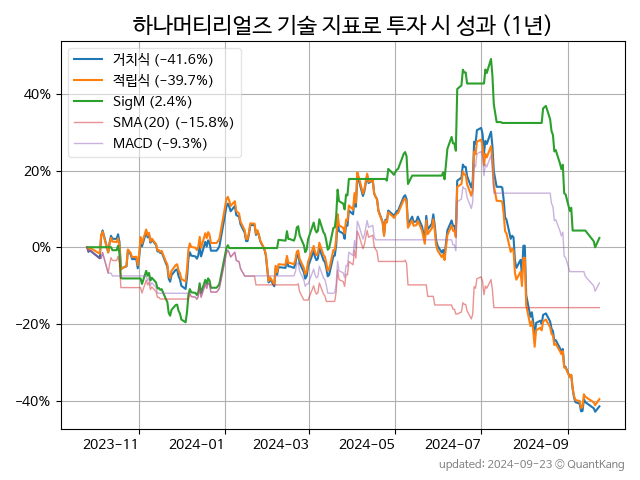 하나머티리얼즈 기술 지표로 투자 시 성과 (1년)
거치식 (−41.6%)
적립식 (−39.7%)
SigM (2.4%)
SMA(20) (−15.8%)
MACD (−9.3%)
40%
20%
0%
−20%
−40%
2023−11
2024−01
2024−03
2024−05
2024−07
2024−09
updated: 2024−09−23 ⓒ QuantKang